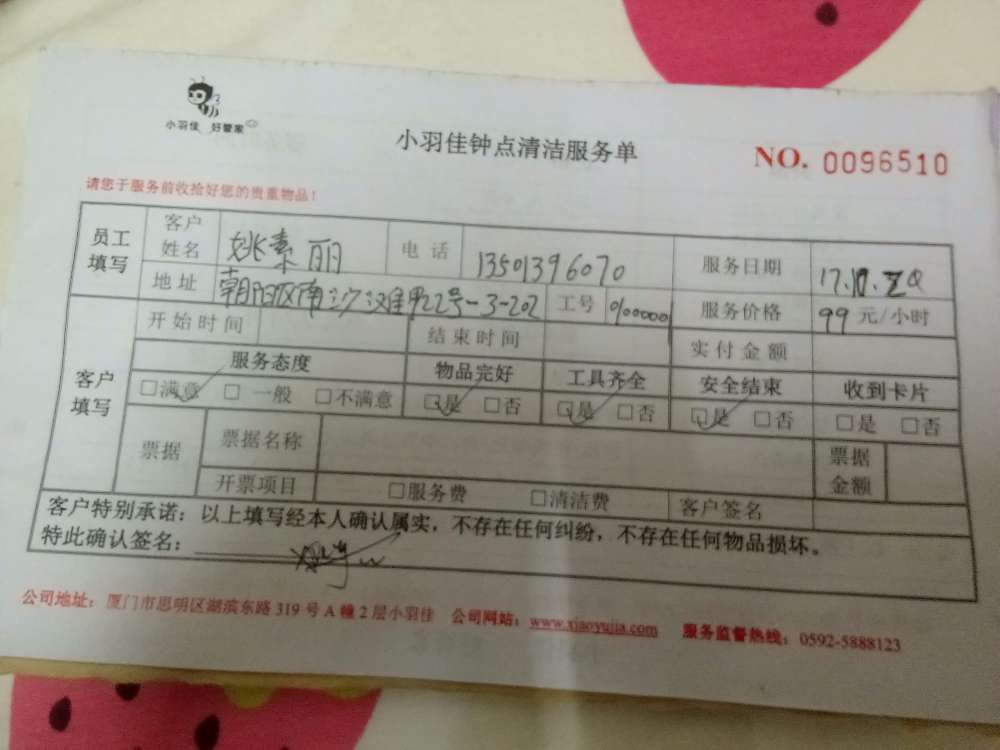 小羽佳 好管家
小羽佳钟点清洁服务单
NO. 0096510
请您于服务前收拾好您的贵重物品！
员工填写 客户姓名 姚素丽 电话 13501396070 服务日期
地址 朝阳区南沙滩 22号-3-202 工号 服务价格 99 元/小时
客户填写 开始时间 结束时间 实付金额
服务态度 物品完好 工具齐全 安全结束 收到卡片
□满意 □一般 □不满意 □是 □否 □是 □否 □是 □否 □是 □否
票据 票据名称 票据金额
开票项目 □服务费 □清洁费 客户签名
客户特别承诺：以上填写经本人确认属实，不存在任何纠纷，不存在任何物品损坏。
特此确认签名：
公司地址：厦门市思明区湖滨东路 319 号 A 幢 2 层小羽佳 公司网站：www.xiaoyujia.com 服务监督热线：0592-5888123